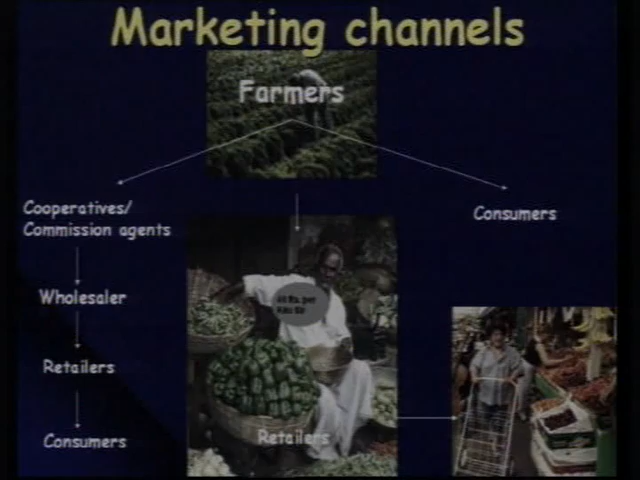 Marketing channels
Farmers
Cooperatives/
Commission agents
Consumers
Wholesaler
Retailers
Consumers
Retailers